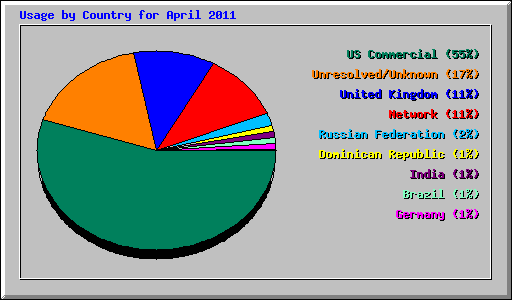 Usage by Country for April 2011
US Commercial (55%)
Unresolved/Unknown (17%)
United Kingdom (11%)
Network (11%)
Russian Federation (2%)
Dominican Republic (1%)
India (1%)
Brazil (1%)
Germany (1%)